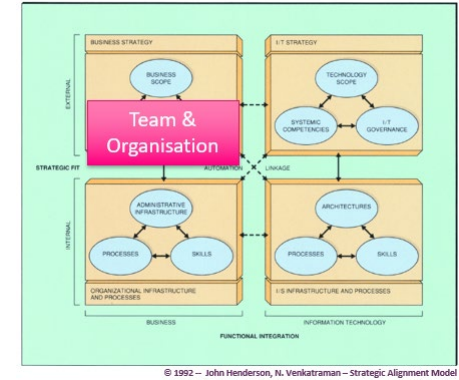 BUSINESS STRATEGY
I/T STRATEGY
BUSINESS
SCOPE
TECHNOLOGY
SCOPE
EXTERNAL
Team &
Organisation
SYSTEMIC
COMPETENCIES
I/T
GOVERNANCE
STRATEGIC FIT
AUTOMATION
LINKAGE
ADMINISTRATIVE
INFRASTRUCTURE
ARCHITECTURES
INTERNAL
PROCESSES
SKILLS
PROCESSES
SKILLS
ORGANIZATIONAL INFRASTRUCTURE
AND PROCESSES
I/S INFRASTRUCTURE AND PROCESSES
BUSINESS
INFORMATION TECHNOLOGY
FUNCTIONAL INTEGRATION
© 1992 – John Henderson, N. Venkatraman – Strategic Alignment Model